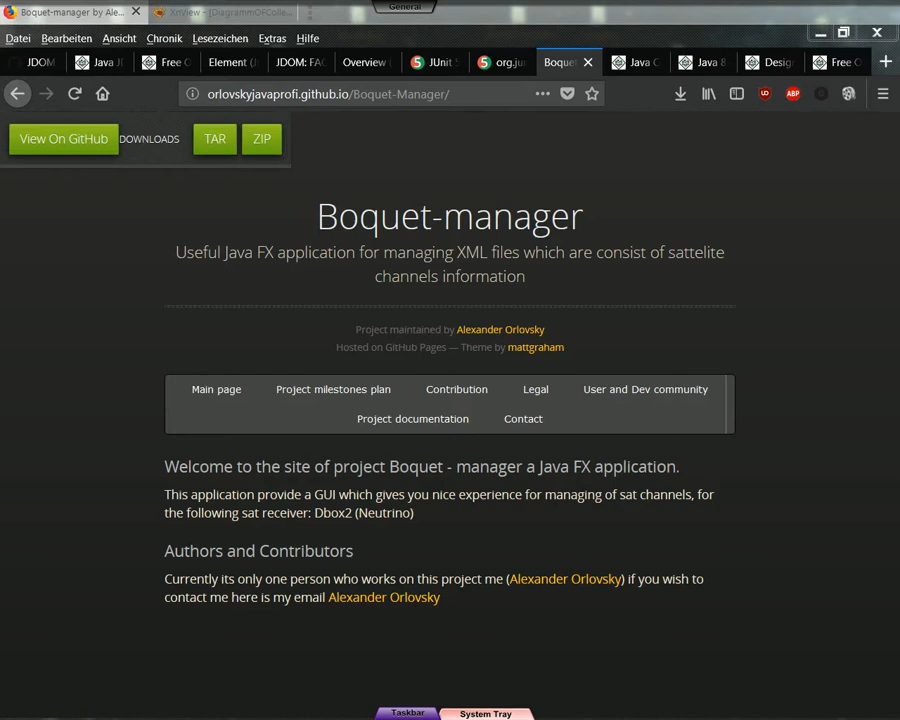 General
Boquet-manager by Ale...
XnView - [DiagrammOFColle...
Datei Bearbeiten Ansicht Chronik Lesezeichen Extras Hilfe
JDOM Java J Free O Element ( JDOM: FA Overview JUnit org.ju Boquet Java C Java 8 Desig Free O
orlovskyjavaprofi.github.io/Boquet-Manager/
View On GitHub DOWNLOADS TAR ZIP
Boquet-manager
Useful Java FX application for managing XML files which are consist of sattelite
channels information
Project maintained by Alexander Orlovsky
Hosted on GitHub Pages — Theme by mattgraham
Main page Project milestones plan Contribution Legal User and Dev community
Project documentation Contact
Welcome to the site of project Boquet - manager a Java FX application.
This application provide a GUI which gives you nice experience for managing of sat channels, for
the following sat receiver: Dbox2 (Neutrino)
Authors and Contributors
Currently its only one person who works on this project me (Alexander Orlovsky) if you wish to
contact me here is my email Alexander Orlovsky
Taskbar System Tray